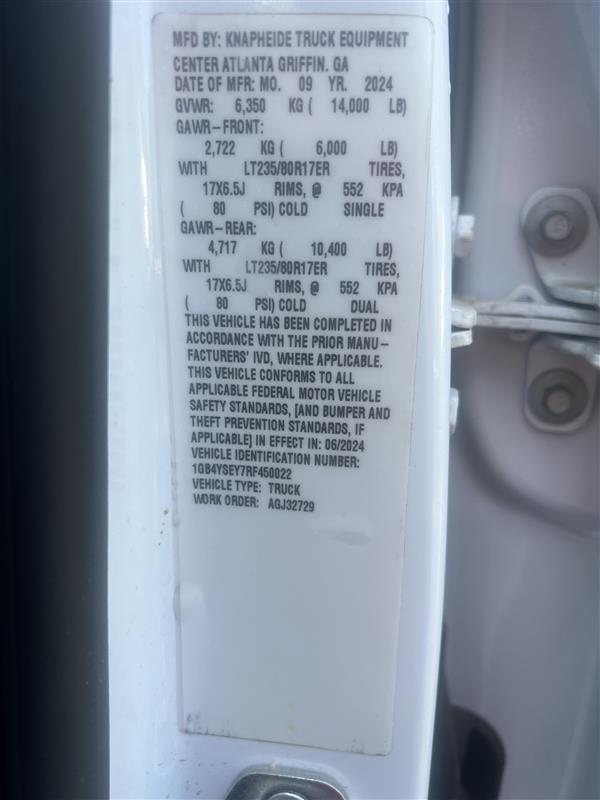 MFD BY: KNAPHEIDE TRUCK EQUIPMENT
CENTER ATLANTA GRIFFIN. GA
DATE OF MFR: MO. 09 YR. 2024
GVWR: 6,350 KG ( 14,000 LB)
GAWR-FRONT:
2,722 KG ( 6,000 LB)
WITH LT235/80R17ER TIRES,
17X6.5J RIMS, @ 552 KPA
( 80 PSI) COLD SINGLE
GAWR-REAR:
4,717 KG ( 10,400 LB)
WITH LT235/80R17ER TIRES,
17X6.5J RIMS, @ 552 KPA
( 80 PSI) COLD DUAL
THIS VEHICLE HAS BEEN COMPLETED IN
ACCORDANCE WITH THE PRIOR MANU-
FACTURERS' IVD, WHERE APPLICABLE.
THIS VEHICLE CONFORMS TO ALL
APPLICABLE FEDERAL MOTOR VEHICLE
SAFETY STANDARDS, [AND BUMPER AND
THEFT PREVENTION STANDARDS, IF
APPLICABLE] IN EFFECT IN: 06/2024
VEHICLE IDENTIFICATION NUMBER:
1GB4YSEY7RF450022
VEHICLE TYPE: TRUCK
WORK ORDER: AGJ32729